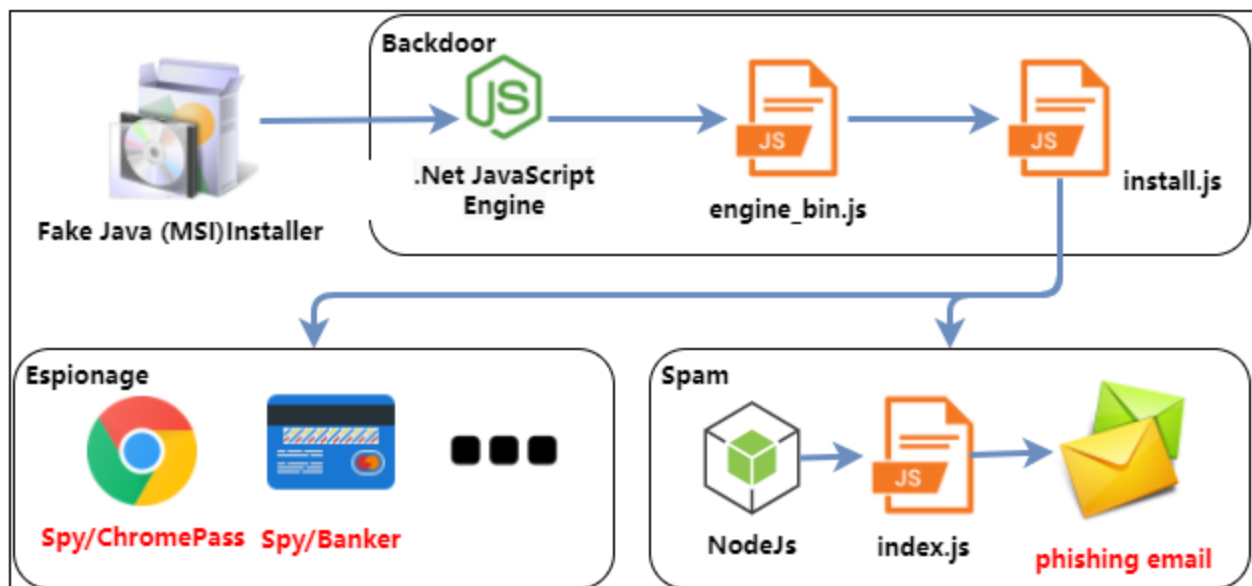 Backdoor
JS
JS
JS
.Net JavaScript
Engine
engine_bin.js
install.js
Fake Java (MSI)Installer
Espionage
Spam
JS
Spy/ChromePass
Spy/Banker
NodeJs
index.js
phishing email